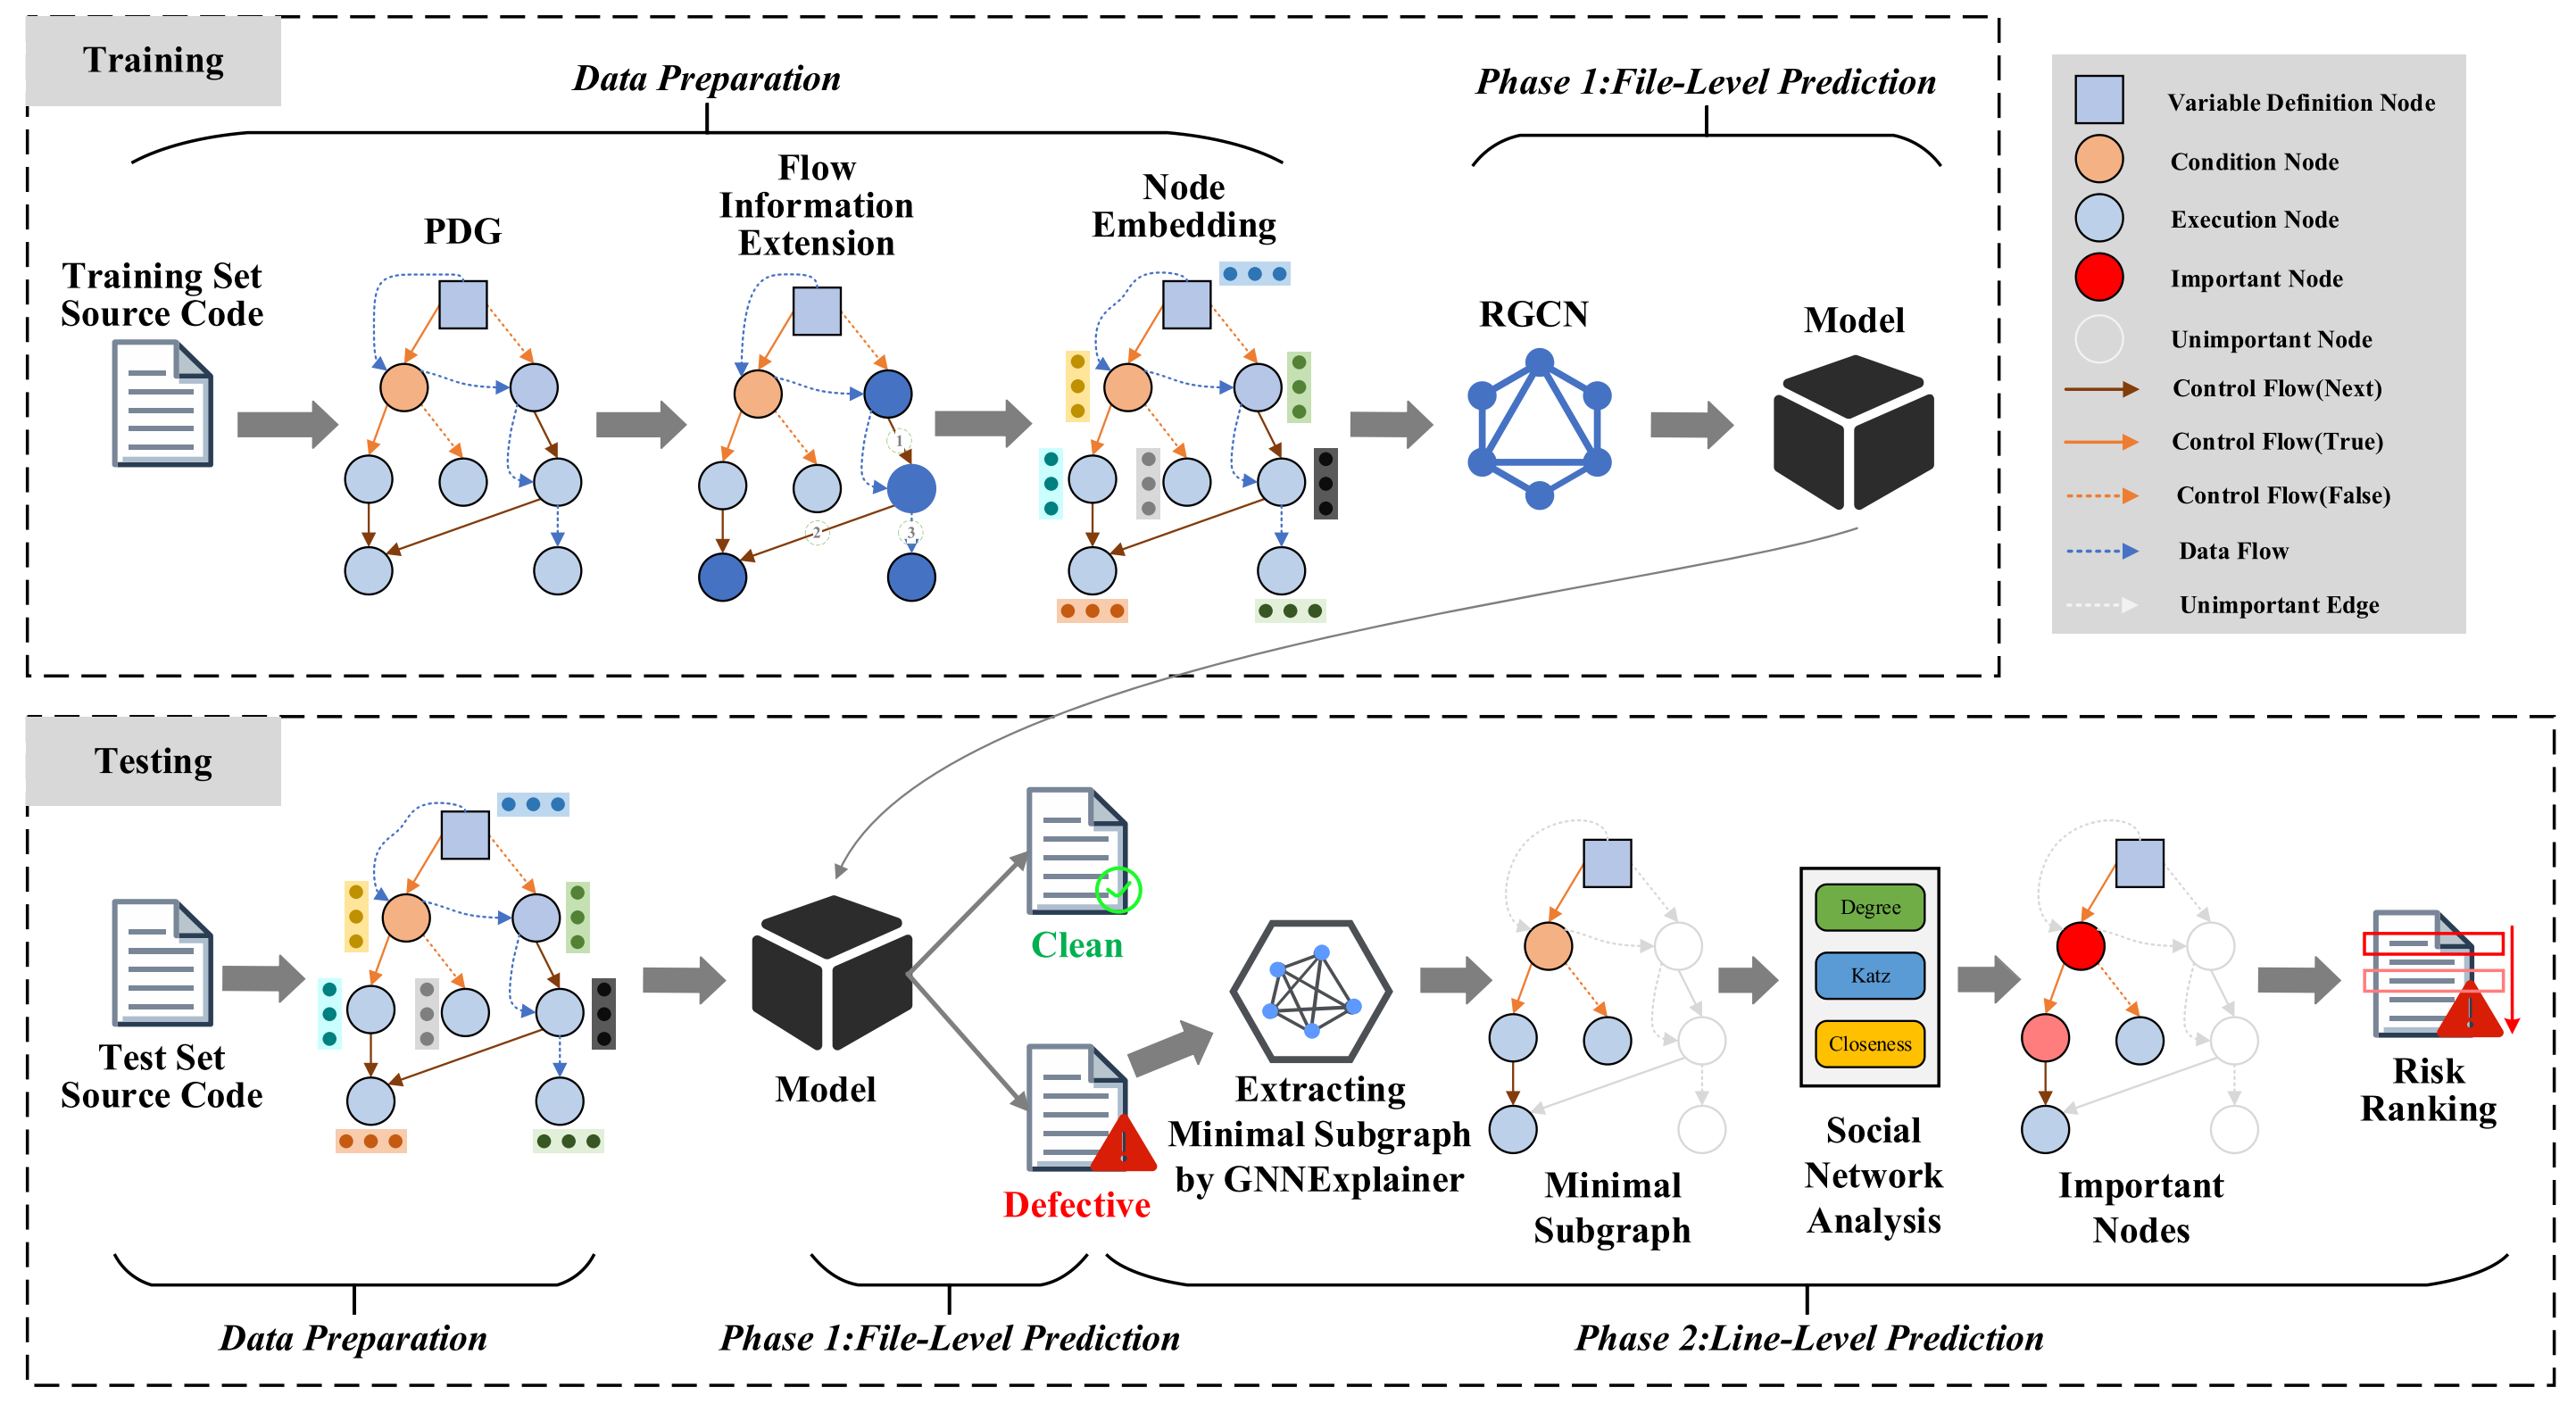 Training
Data Preparation
Phase 1:File-Level Prediction
Training Set
Source Code
PDG
Flow
Information
Extension
1
2
3
Node
Embedding
RGCN
Model
Variable Definition Node
Condition Node
Execution Node
Important Node
Unimportant Node
Control Flow(Next)
Control Flow(True)
Control Flow(False)
Data Flow
Unimportant Edge
Testing
Test Set
Source Code
Model
Clean
Defective
Extracting
Minimal Subgraph
by GNNExplainer
Minimal
Subgraph
Degree
Katz
Closeness
Social
Network
Analysis
Important
Nodes
Risk
Ranking
Data Preparation
Phase 1:File-Level Prediction
Phase 2:Line-Level Prediction